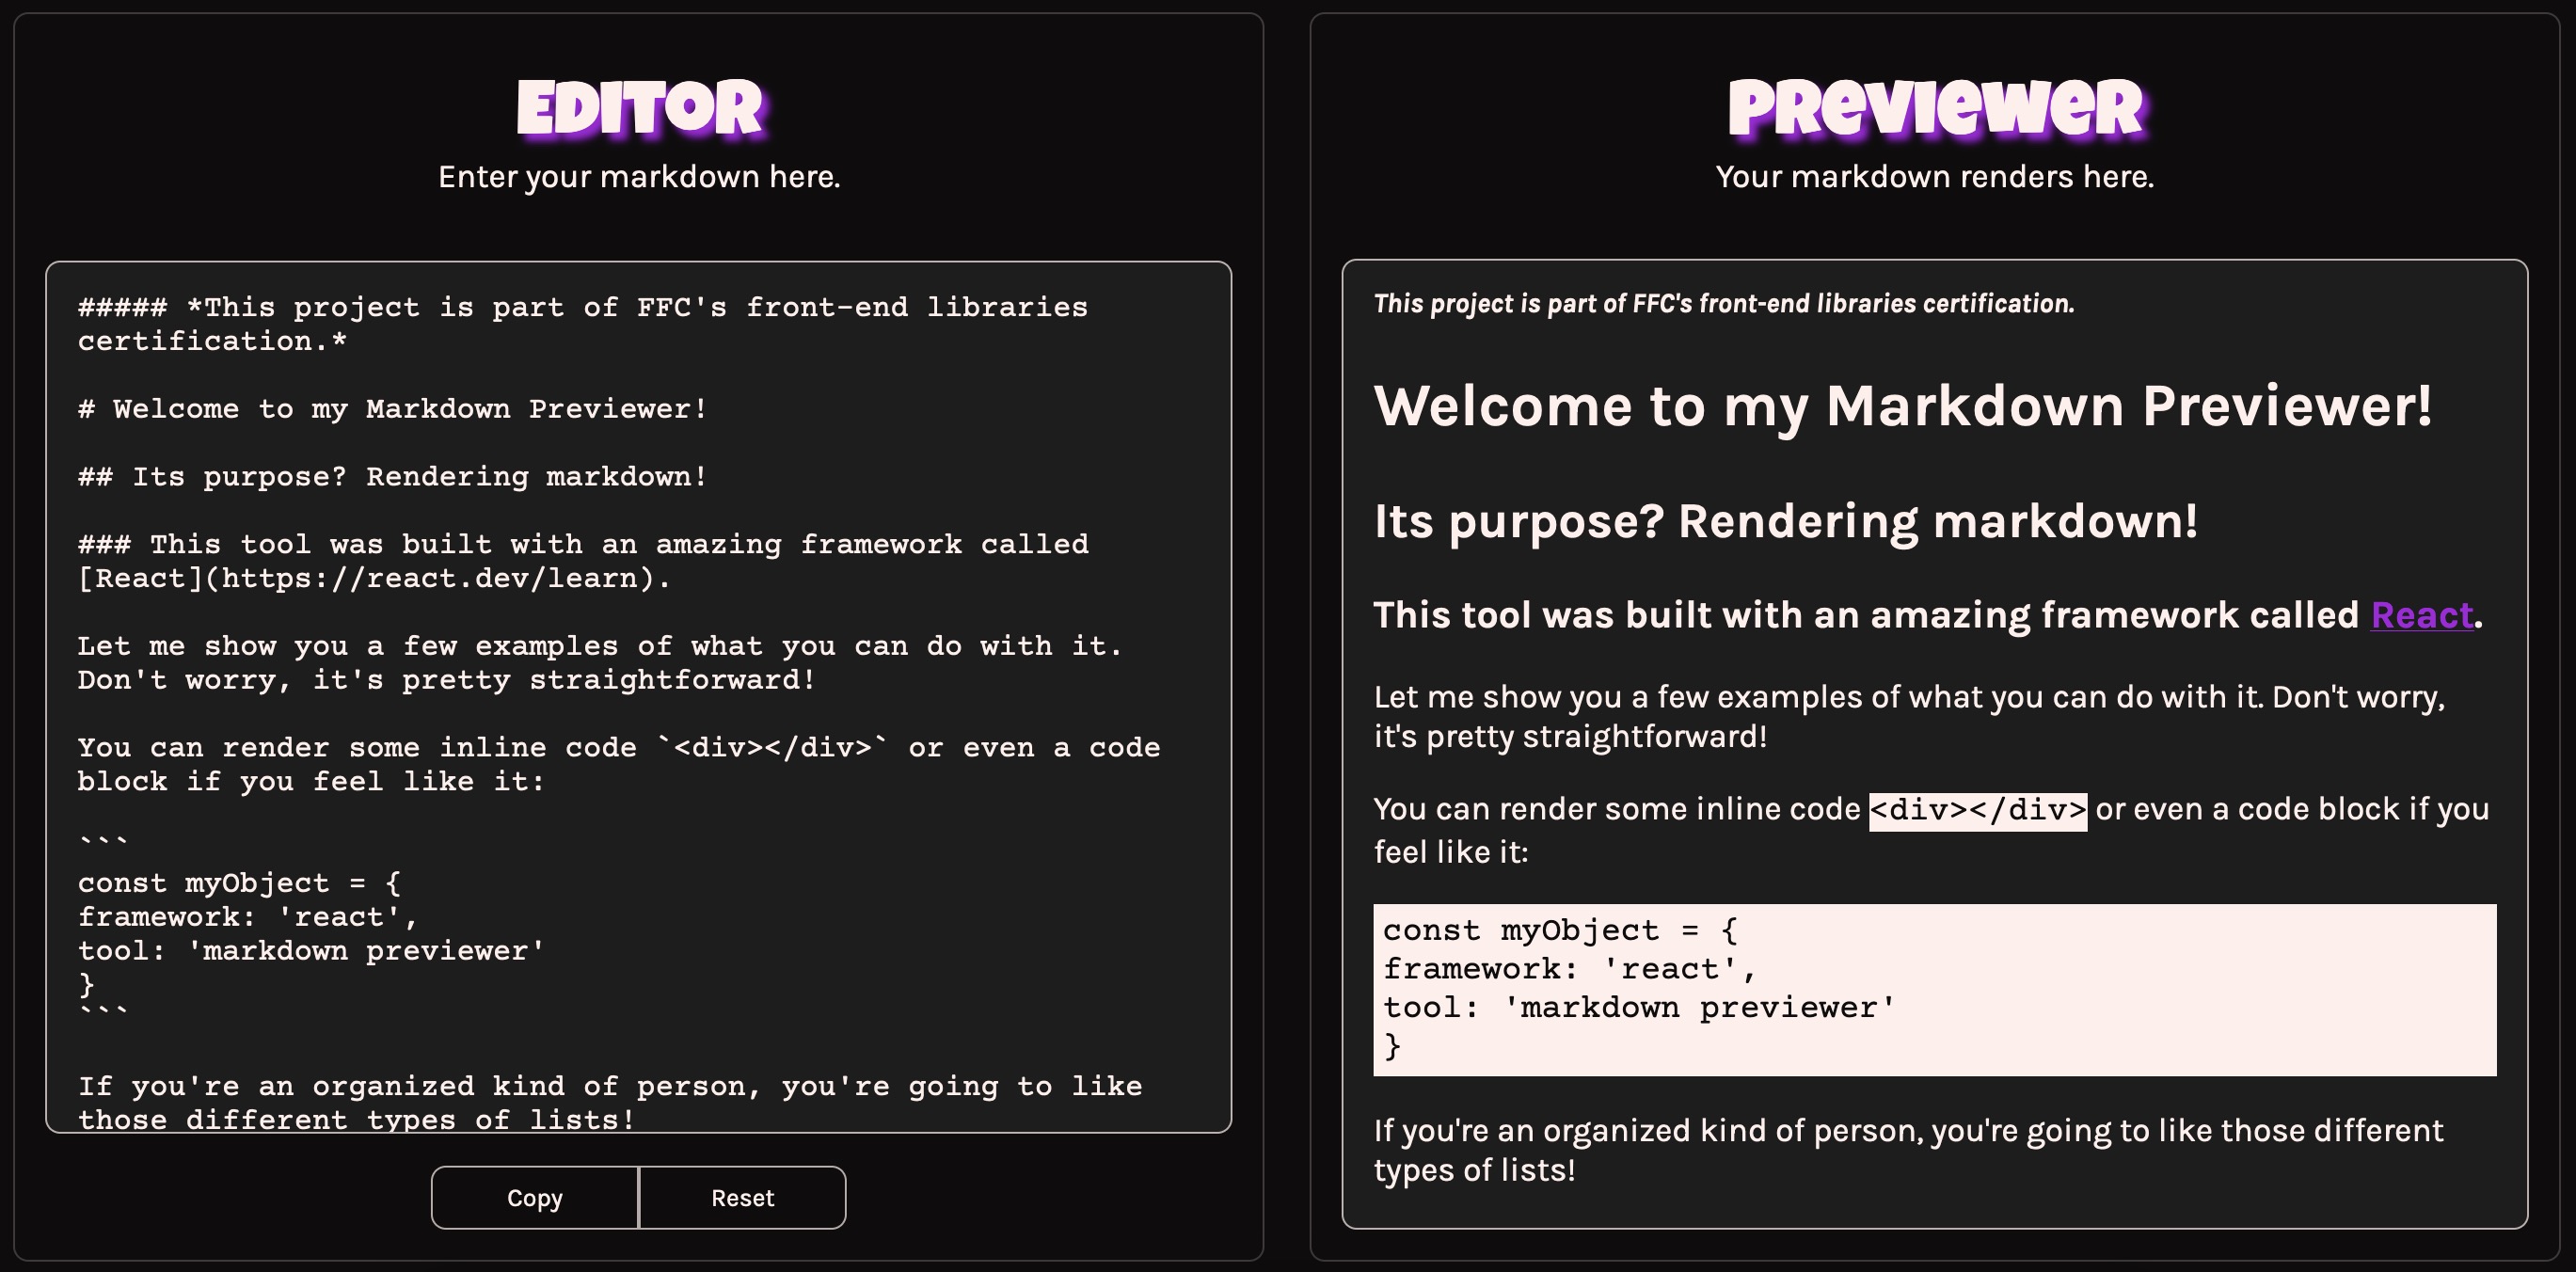 EDITOR
Enter your markdown here.
##### *This project is part of FFC's front-end libraries
certification.*
# Welcome to my Markdown Previewer!
## Its purpose? Rendering markdown!
### This tool was built with an amazing framework called
[React](https://react.dev/learn).
Let me show you a few examples of what you can do with it.
Don't worry, it's pretty straightforward!
You can render some inline code `<div></div>` or even a code
block if you feel like it:
```
const myObject = {
framework: 'react',
tool: 'markdown previewer'
}
```
If you're an organized kind of person, you're going to like
those different types of lists!
Copy
Reset
PREVIEWER
Your markdown renders here.
This project is part of FFC's front-end libraries certification.
Welcome to my Markdown Previewer!
Its purpose? Rendering markdown!
This tool was built with an amazing framework called React.
Let me show you a few examples of what you can do with it. Don't worry,
it's pretty straightforward!
You can render some inline code <div></div> or even a code block if you
feel like it:
const myObject = {
framework: 'react',
tool: 'markdown previewer'
}
If you're an organized kind of person, you're going to like those different
types of lists!